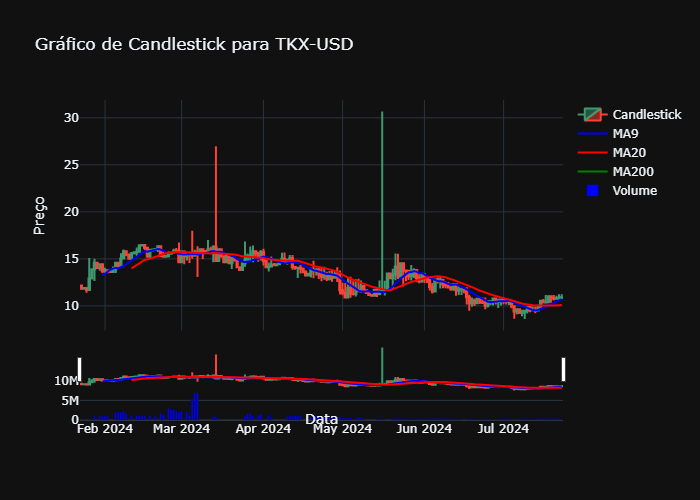 Gráfico de Candlestick para TKX-USD
Candlestick
MA9
MA20
MA200
Volume
Preço
30
25
20
15
10
10M
5M
0
Feb 2024 Mar 2024 Apr 2024 May 2024 Jun 2024 Jul 2024
Data